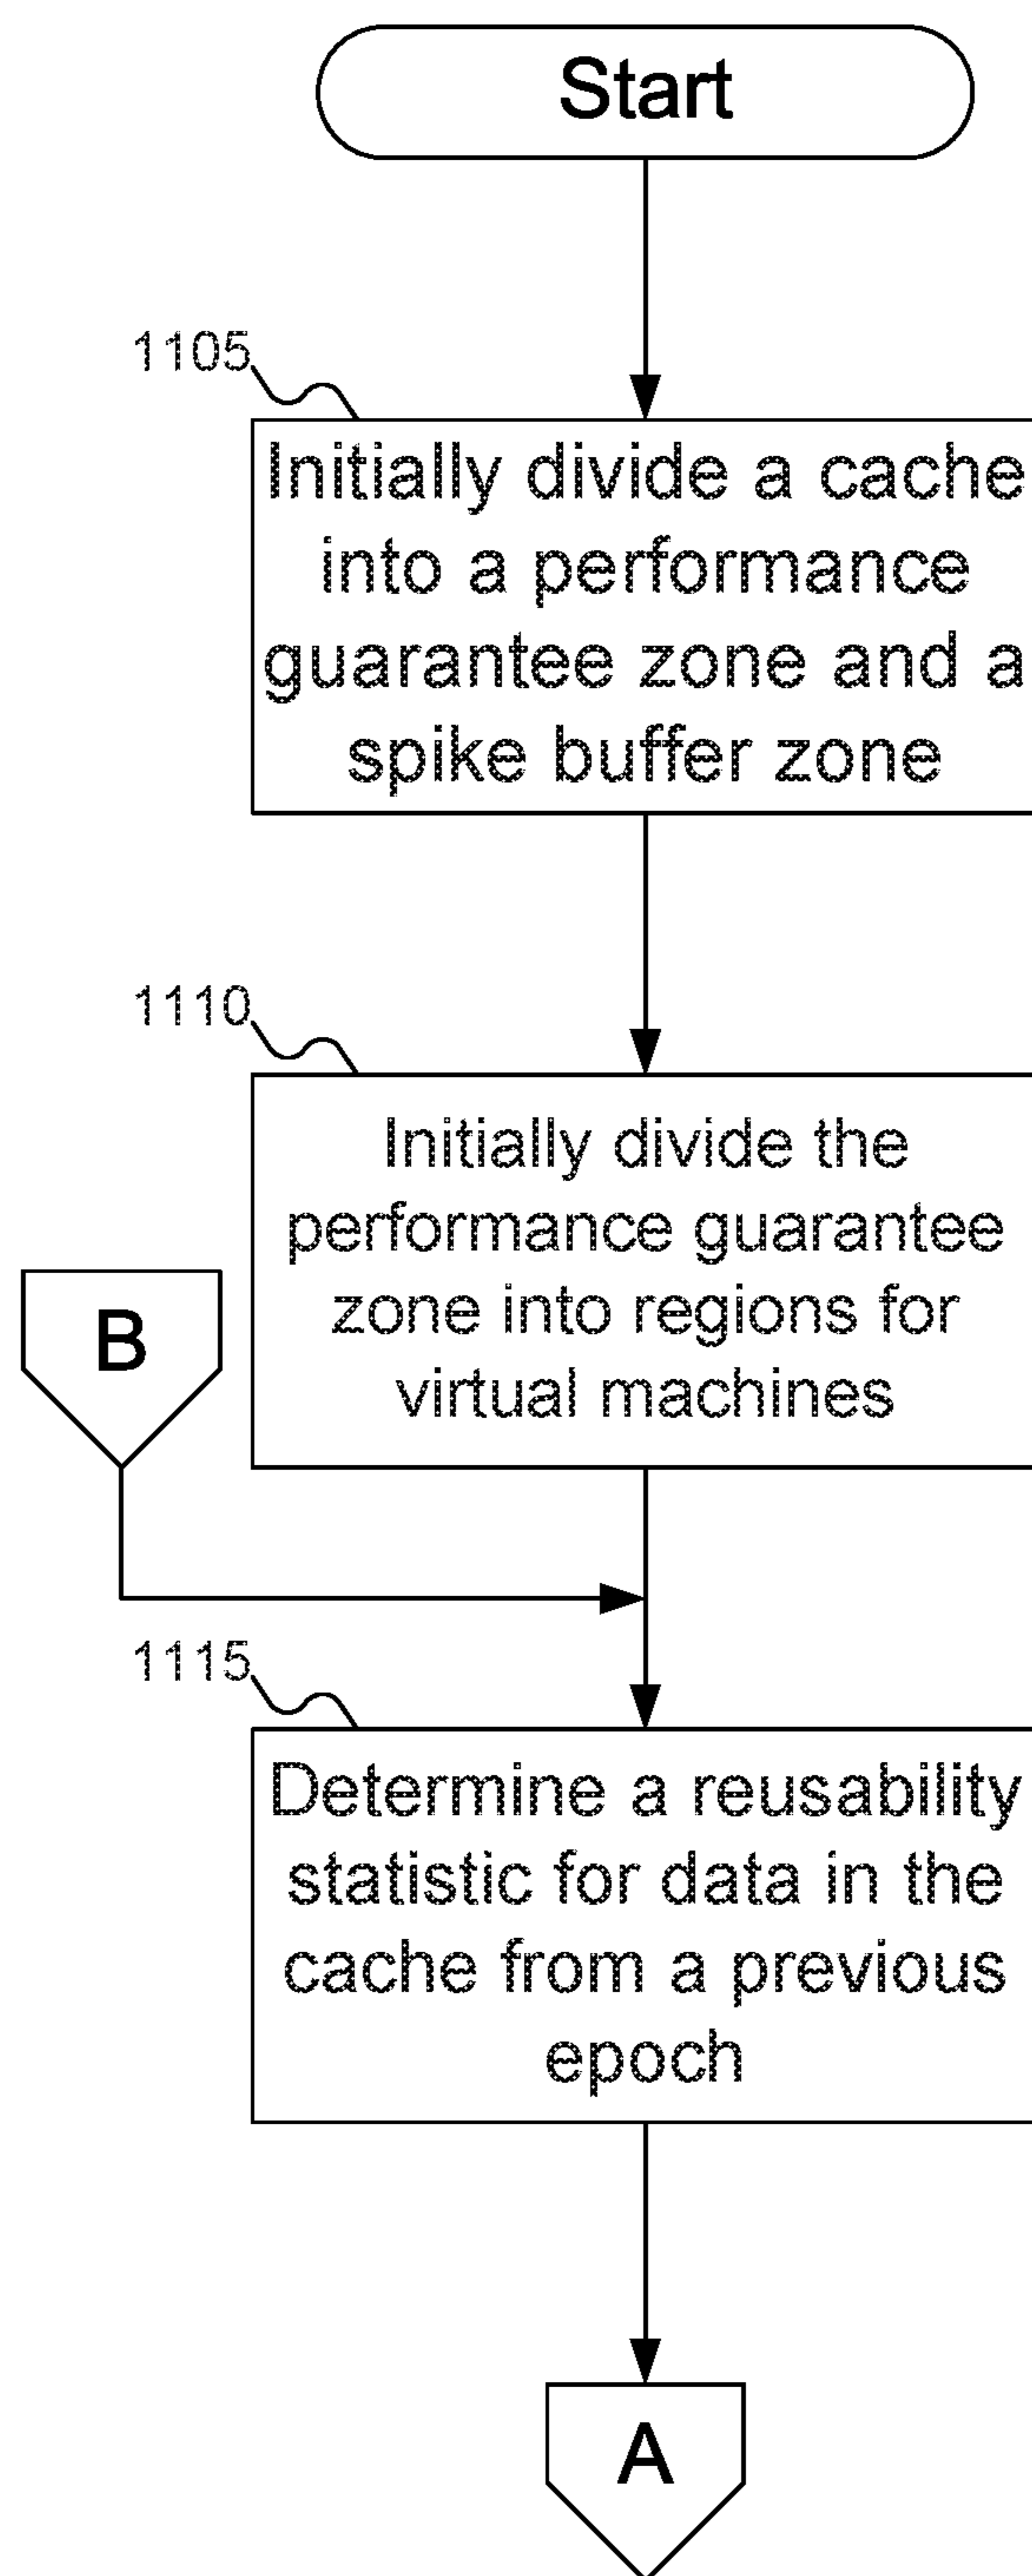 Start
1105
Initially divide a cache
into a performance
guarantee zone and a
spike buffer zone
1110
Initially divide the
performance guarantee
zone into regions for
virtual machines
B
1115
Determine a reusability
statistic for data in the
cache from a previous
epoch
A